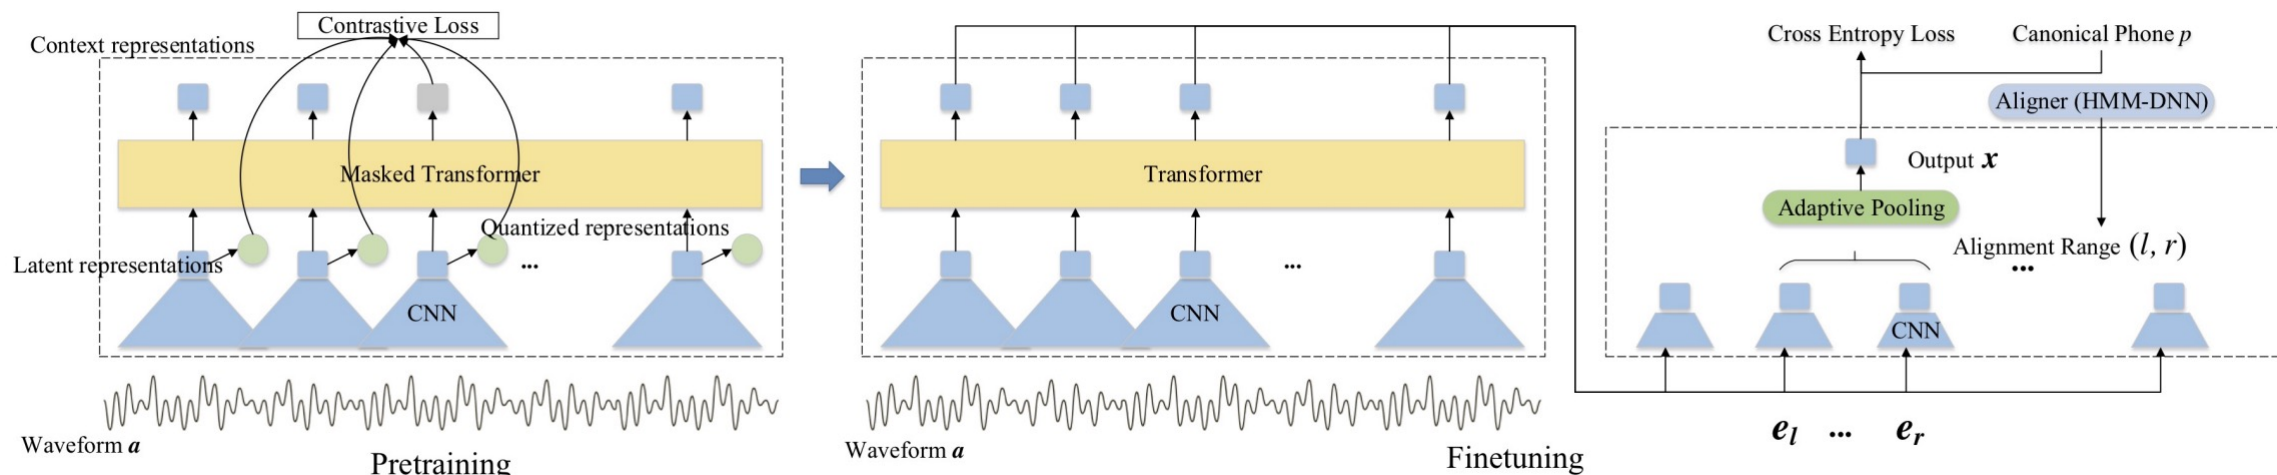 Contrastive Loss
Context representations
Masked Transformer
Quantized representations
Latent representations
...
CNN
Waveform a
Pretraining
Transformer
...
CNN
Waveform a
Finetuning
Cross Entropy Loss
Canonical Phone p
Aligner (HMM-DNN)
Output x
Adaptive Pooling
Alignment Range (l, r)
...
CNN
e_l ... e_r